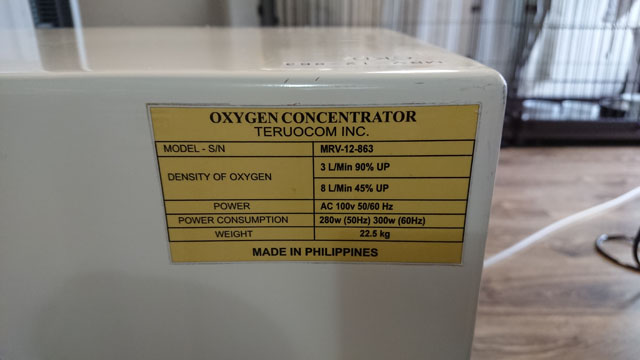 OXYGEN CONCENTRATOR
TERUOCOM INC.
MODEL - S/N MRV-12-863
DENSITY OF OXYGEN 3 L/Min 90% UP
8 L/Min 45% UP
POWER AC 100v 50/60 Hz
POWER CONSUMPTION 280w (50Hz) 300w (60Hz)
WEIGHT 22.5 kg
MADE IN PHILIPPINES